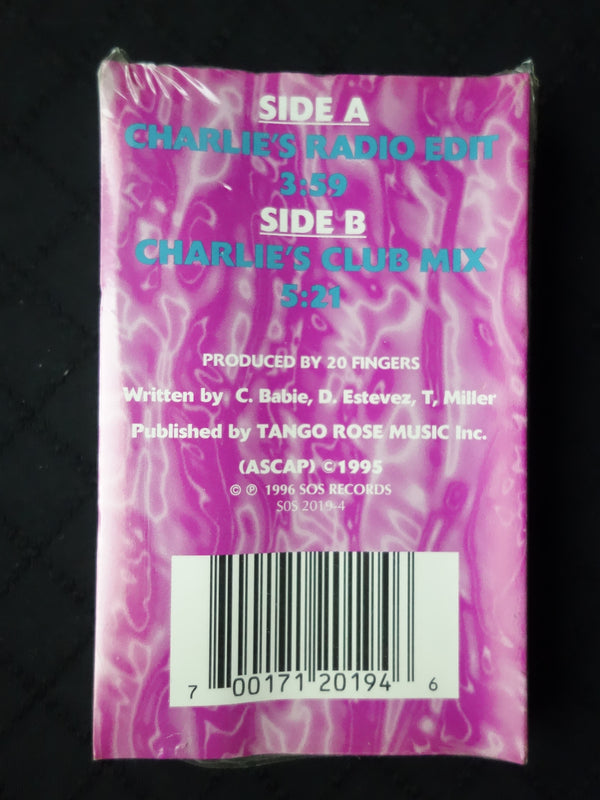 SIDE A
CHARLIE'S RADIO EDIT
3:59
SIDE B
CHARLIE'S CLUB MIX
5:21
PRODUCED BY 20 FINGERS
Written by C. Babie, D. Estevez, T, Miller
Published by TANGO ROSE MUSIC Inc.
(ASCAP) ©1995
© ℗ 1996 SOS RECORDS
SOS 2019-4
7 00171 20194 6